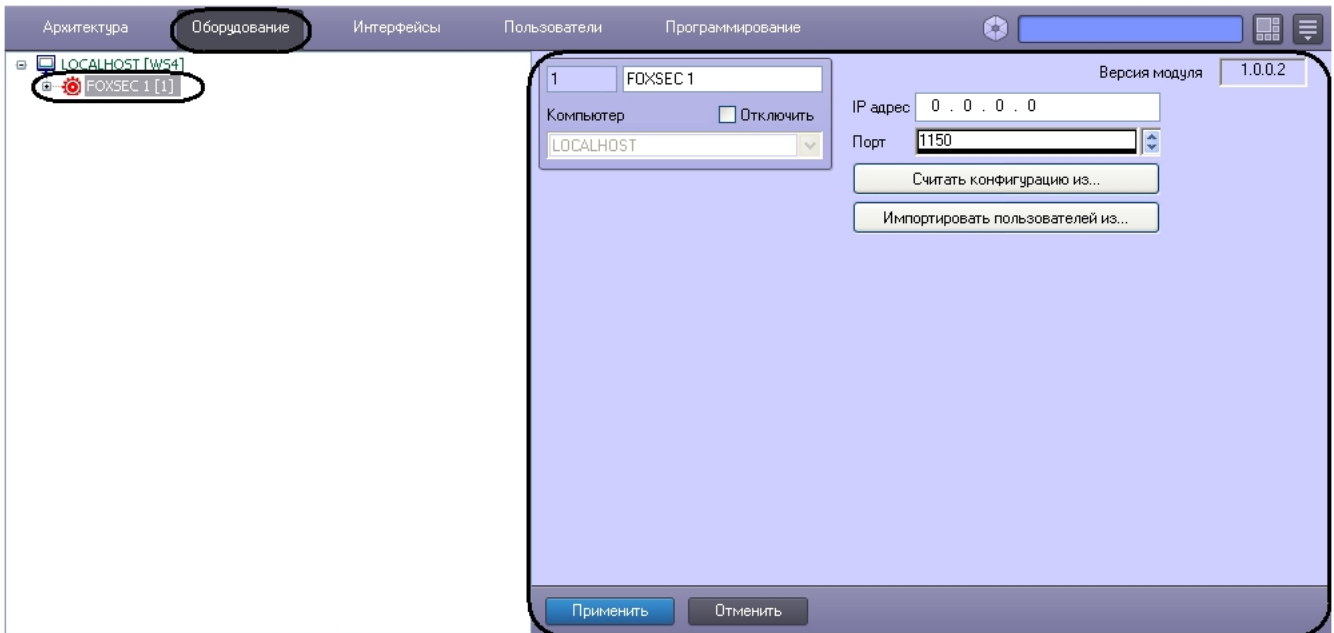 Архитектура Оборудование Интерфейсы Пользователи Программирование
LOCALHOST [WS4]
FOXSEC 1 [1]
1 FOXSEC 1
Компьютер Отключить
LOCALHOST
Версия модуля 1.0.0.2
IP адрес 0 . 0 . 0 . 0
Порт 1150
Считать конфигурацию из...
Импортировать пользователей из...
Применить Отменить